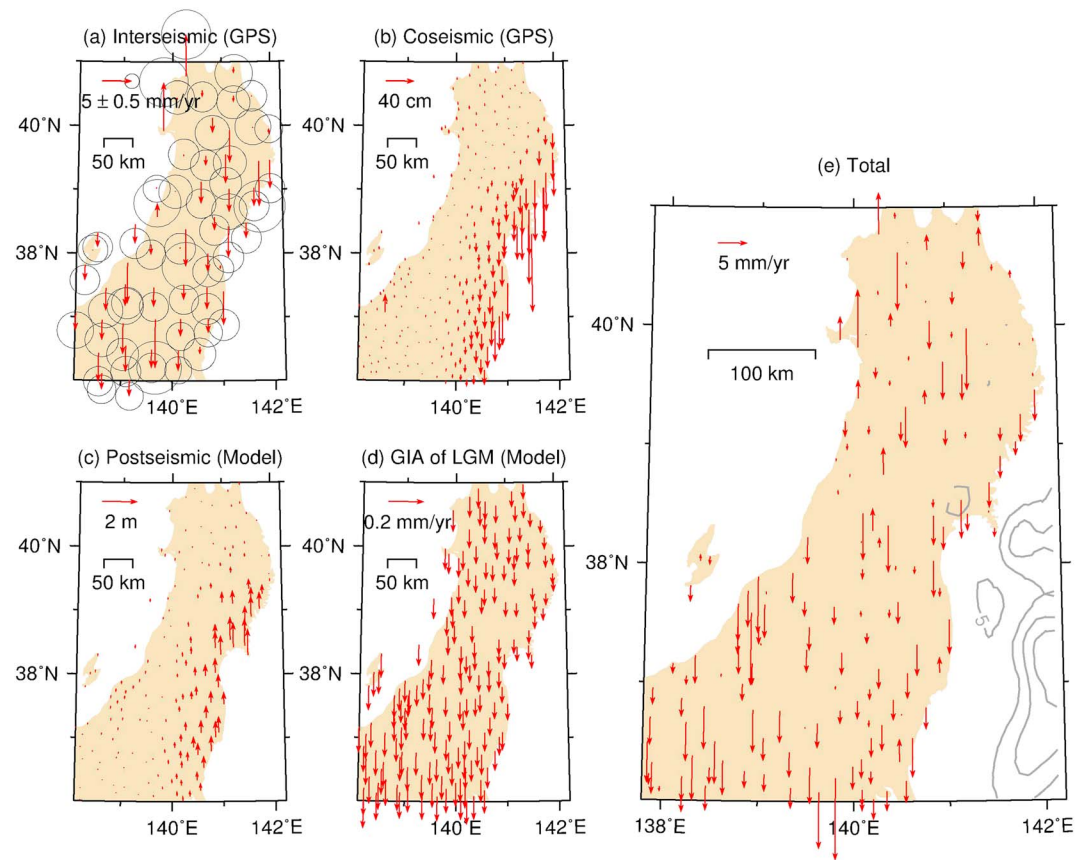 (a) Interseismic (GPS)
5 ± 0.5 mm/yr
40˚N
50 km
38˚N
140˚E
142˚E
(b) Coseismic (GPS)
40 cm
40˚N
50 km
38˚N
140˚E
142˚E
(c) Postseismic (Model)
2 m
40˚N
50 km
38˚N
140˚E
142˚E
(d) GIA of LGM (Model)
0.2 mm/yr
40˚N
50 km
38˚N
140˚E
142˚E
(e) Total
5 mm/yr
40˚N
100 km
38˚N
5
138˚E
140˚E
142˚E